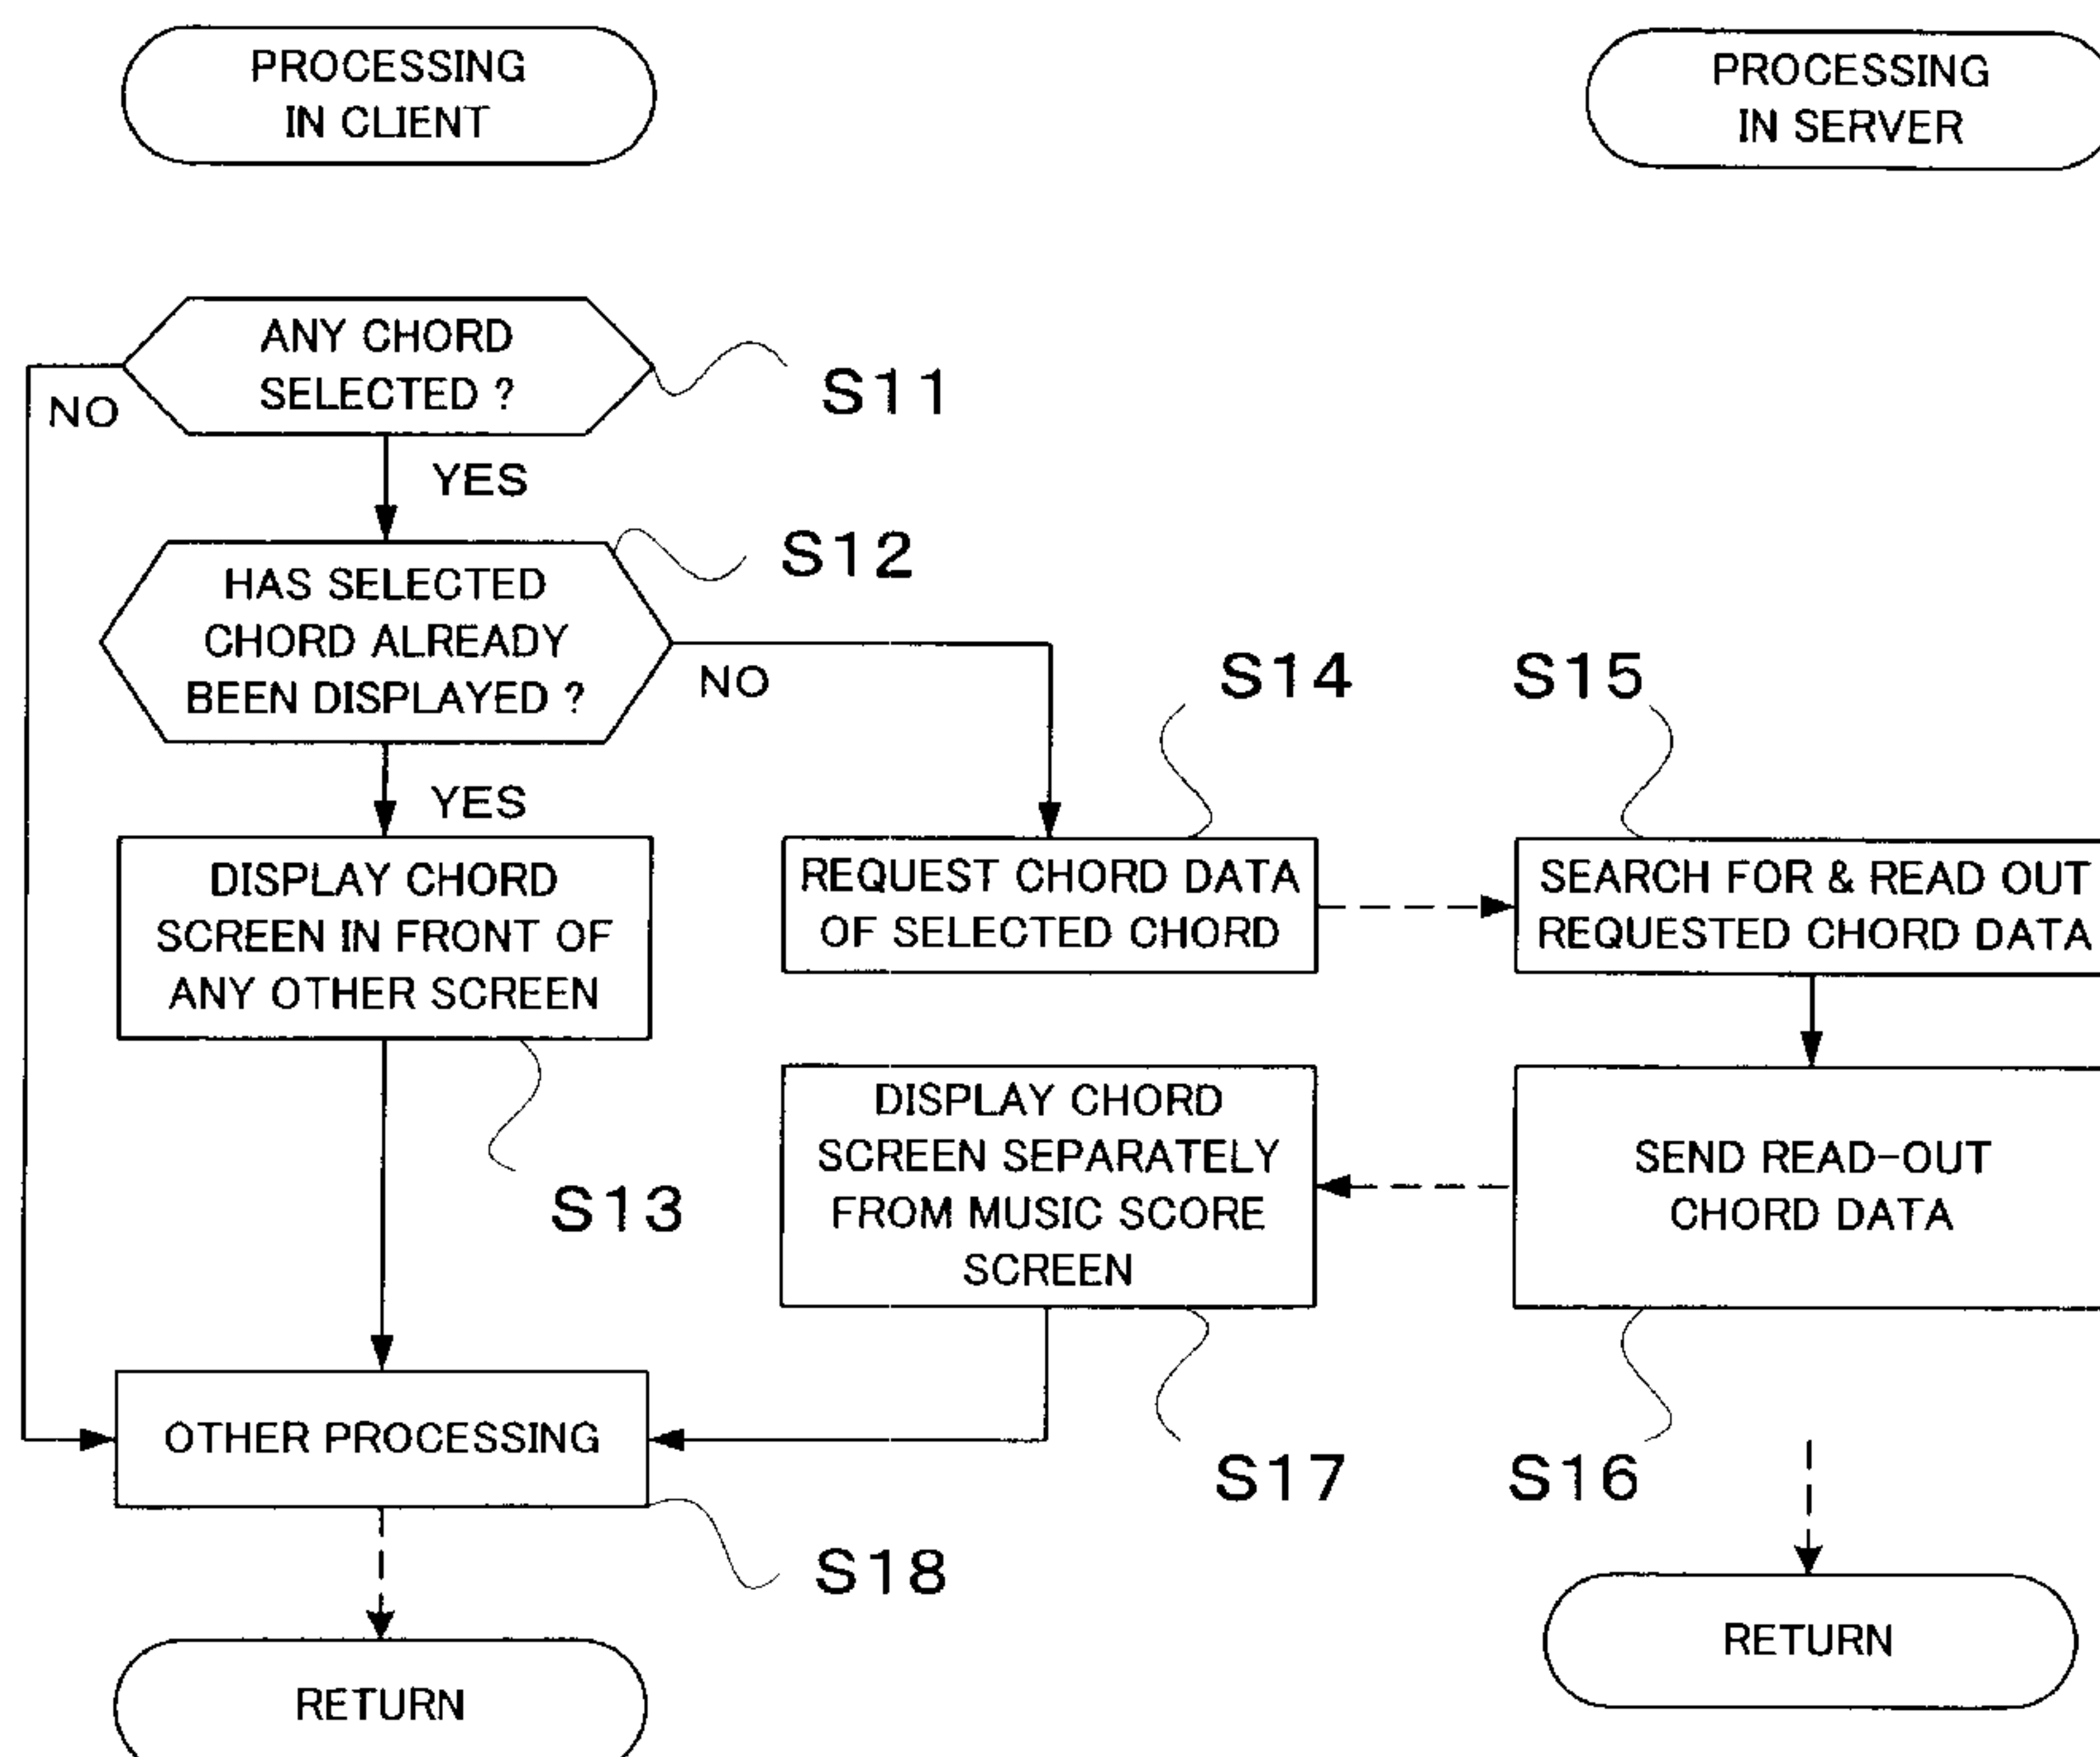 PROCESSING
IN CLIENT
PROCESSING
IN SERVER
ANY CHORD
SELECTED ?
S11
NO
YES
S12
HAS SELECTED
CHORD ALREADY
BEEN DISPLAYED ?
NO
S14
S15
YES
DISPLAY CHORD
SCREEN IN FRONT OF
ANY OTHER SCREEN
REQUEST CHORD DATA
OF SELECTED CHORD
SEARCH FOR & READ OUT
REQUESTED CHORD DATA
S13
DISPLAY CHORD
SCREEN SEPARATELY
FROM MUSIC SCORE
SCREEN
SEND READ-OUT
CHORD DATA
OTHER PROCESSING
S17
S16
S18
RETURN
RETURN